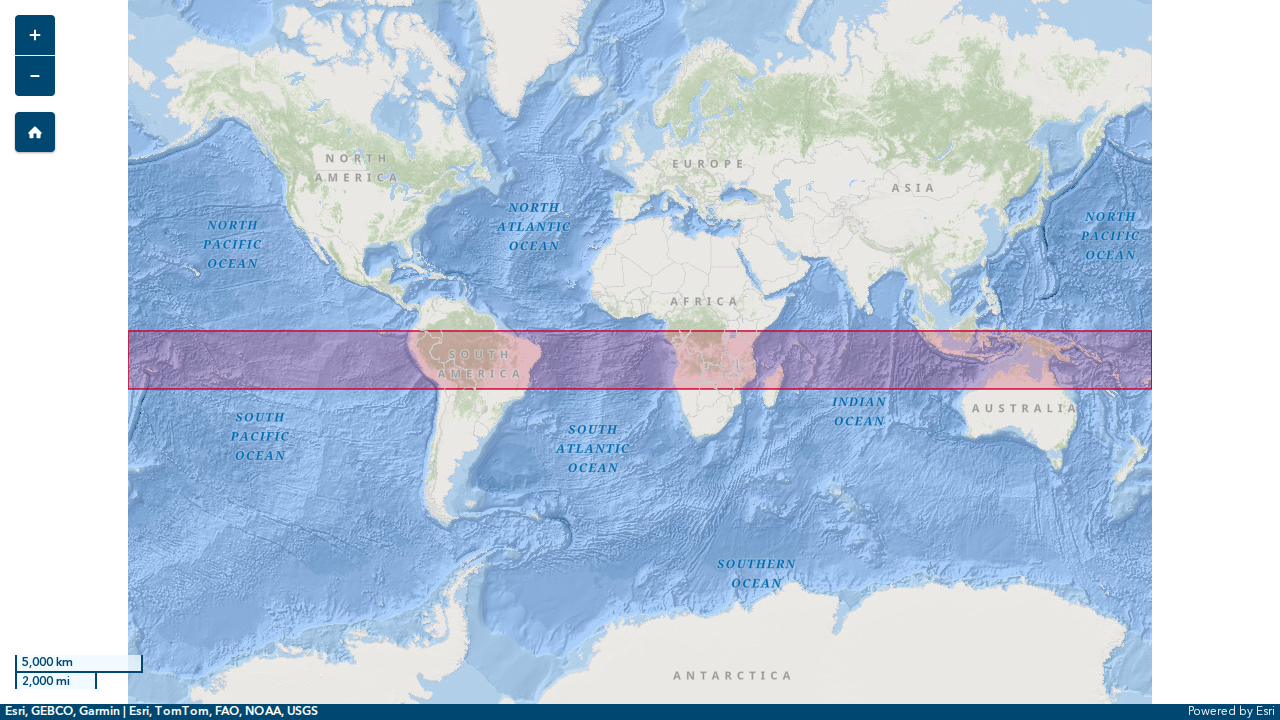 +
−
NORTH
AMERICA
EUROPE
ASIA
NORTH
PACIFIC
OCEAN
NORTH
ATLANTIC
OCEAN
NORTH
PACIFIC
OCEAN
AFRICA
SOUTH
AMERICA
SOUTH
PACIFIC
OCEAN
SOUTH
ATLANTIC
OCEAN
INDIAN
OCEAN
AUSTRALIA
SOUTHERN
OCEAN
ANTARCTICA
5,000 km
2,000 mi
Esri, GEBCO, Garmin | Esri, TomTom, FAO, NOAA, USGS
Powered by Esri